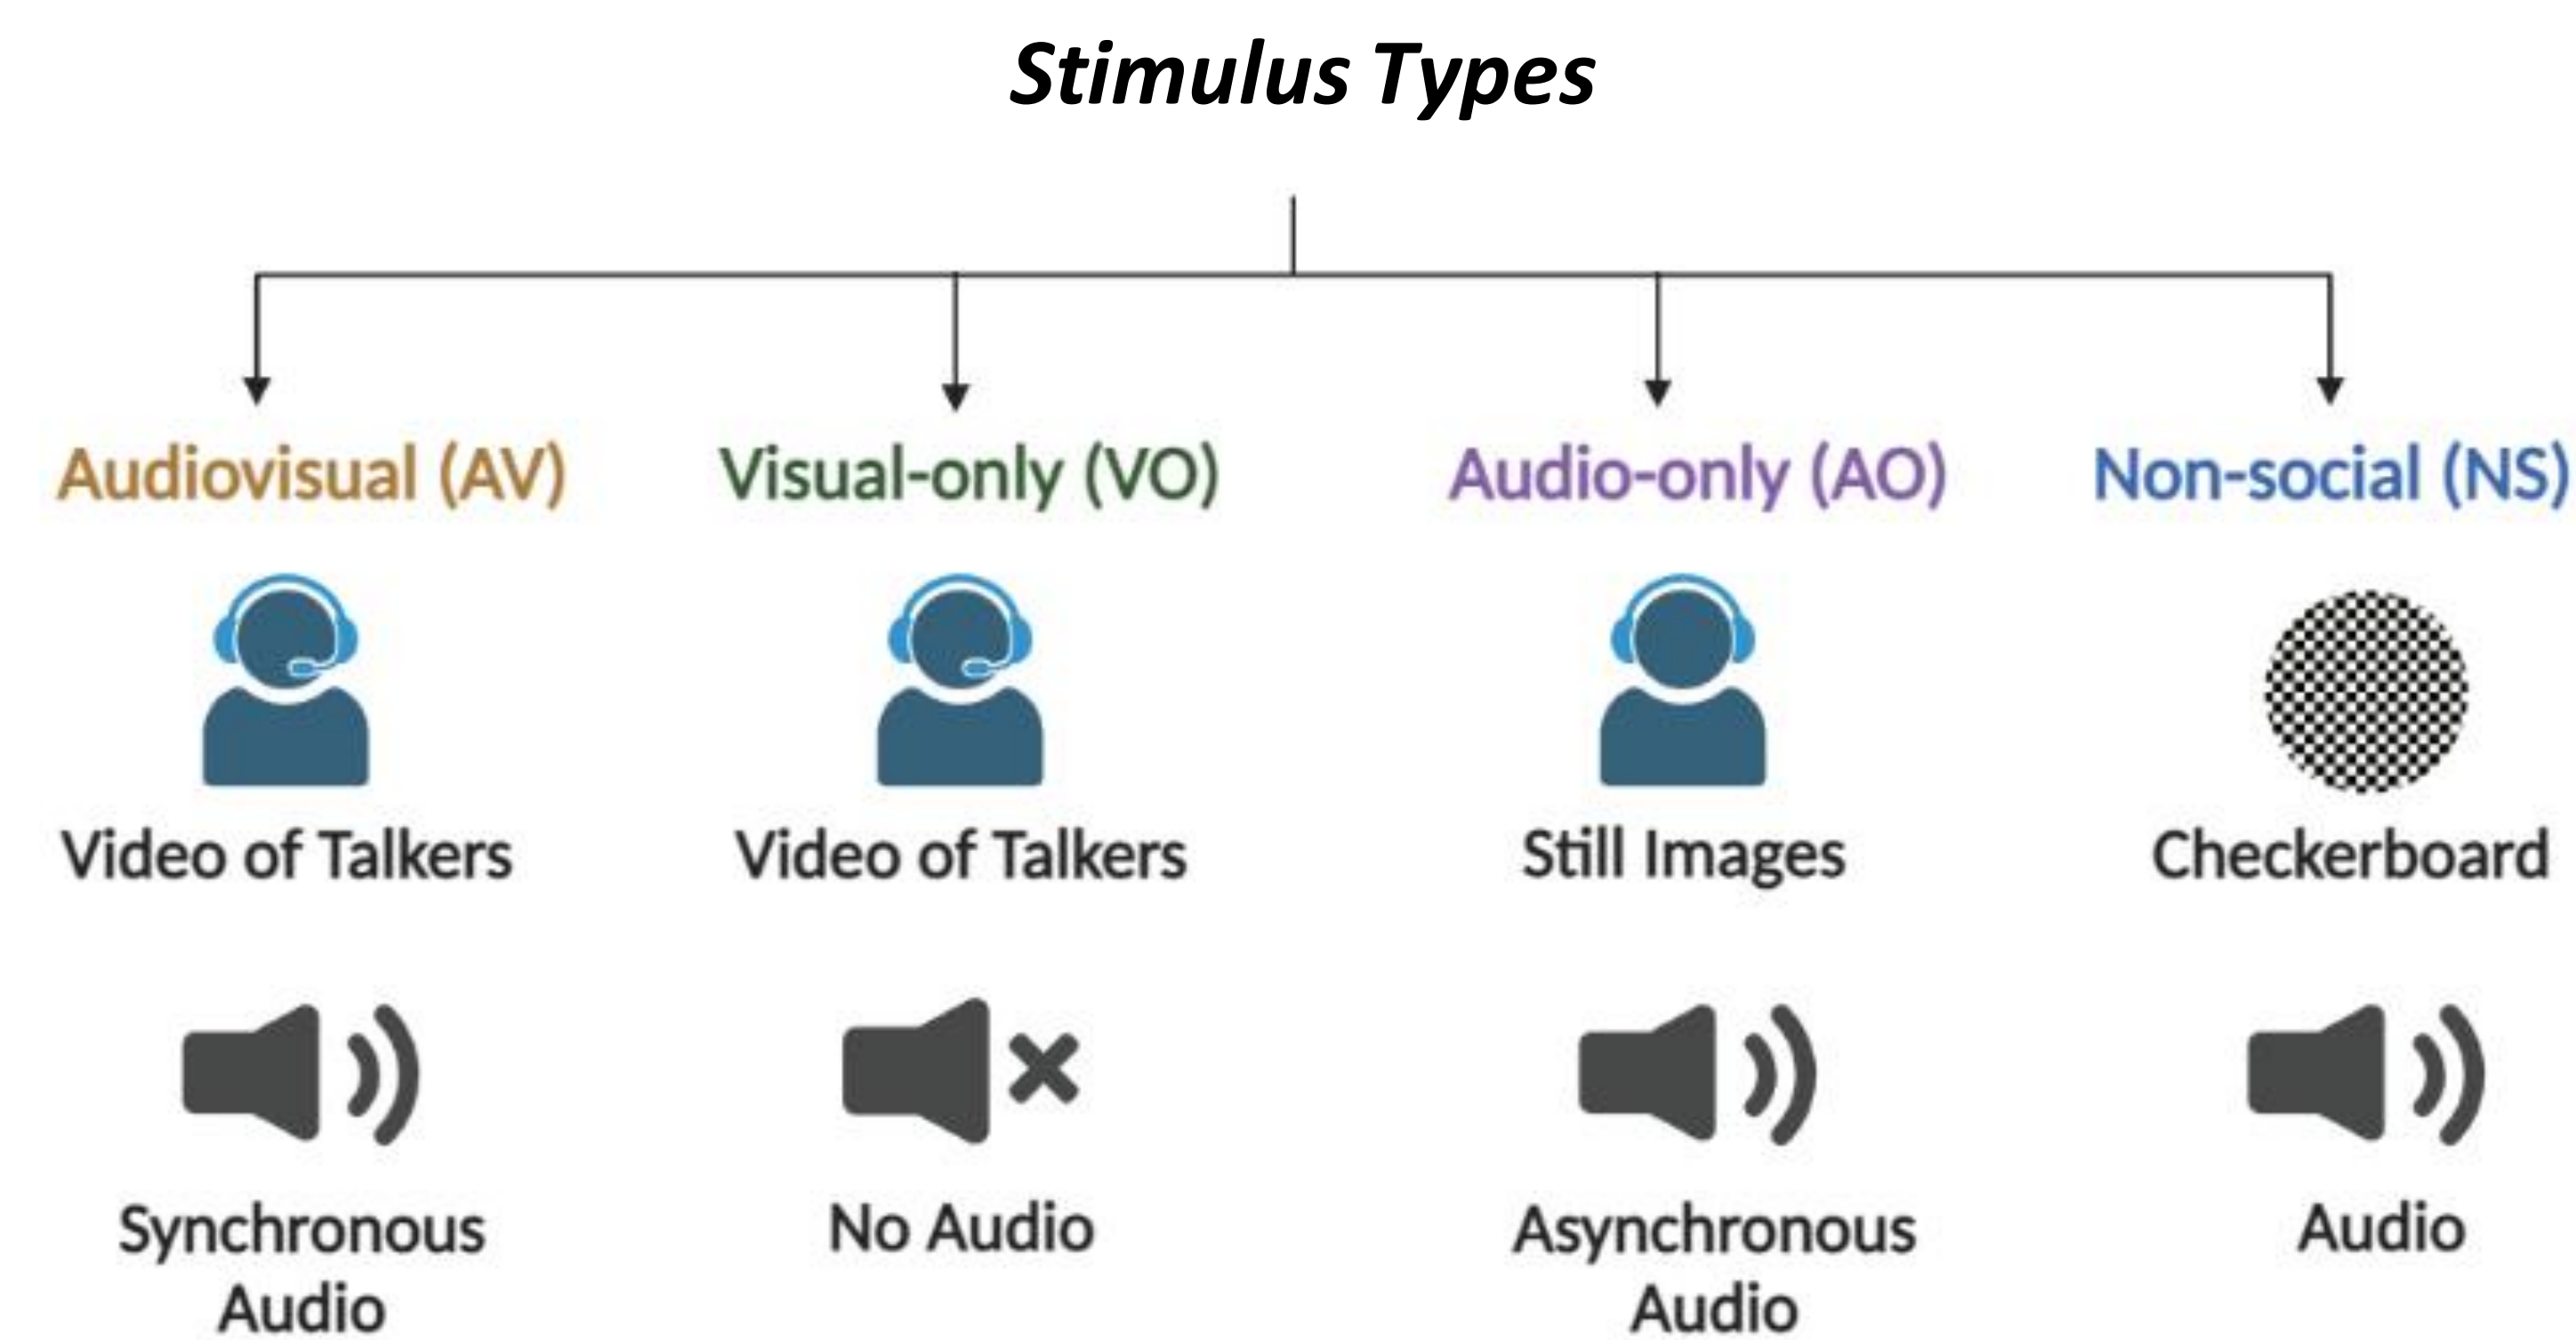 Stimulus Types
Audiovisual (AV)
Visual-only (VO)
Audio-only (AO)
Non-social (NS)
Video of Talkers
Video of Talkers
Still Images
Checkerboard
Synchronous
Audio
No Audio
Asynchronous
Audio
Audio